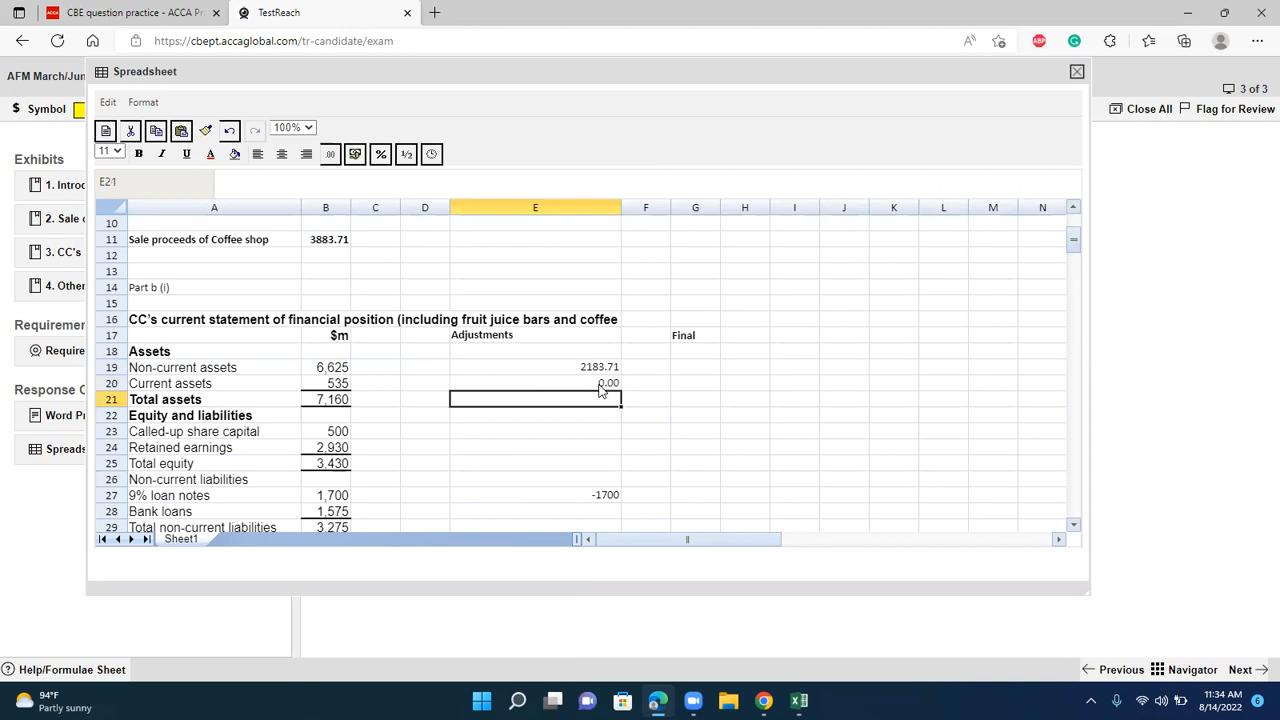 CBE question practice - ACCA Pr
TestReach
https://cbept.accaglobal.com/tr-candidate/exam
AFM March/Jun
Spreadsheet
3 of 3
$ Symbol
Edit Format
Close All
Flag for Review
100%
11 B I U A .00 % 1/2
Exhibits
1. Introd
2. Sale o
3. CC's
4. Other
Requiremen
Require
Response O
Word Pr
Spreads
E21
A B C D E F G H I J K L M N
10
11 Sale proceeds of Coffee shop 3883.71
12
13
14 Part b (i)
15
16 CC's current statement of financial position (including fruit juice bars and coffee
17 $m Adjustments Final
18 Assets
19 Non-current assets 6,625 2183.71
20 Current assets 535 0.00
21 Total assets 7,160
22 Equity and liabilities
23 Called-up share capital 500
24 Retained earnings 2,930
25 Total equity 3,430
26 Non-current liabilities
27 9% loan notes 1,700 -1700
28 Bank loans 1,575
29 Total non-current liabilities 3,275
Sheet1
Help/Formulae Sheet
Previous
Navigator
Next
94°F
Partly sunny
11:34 AM
8/14/2022
6